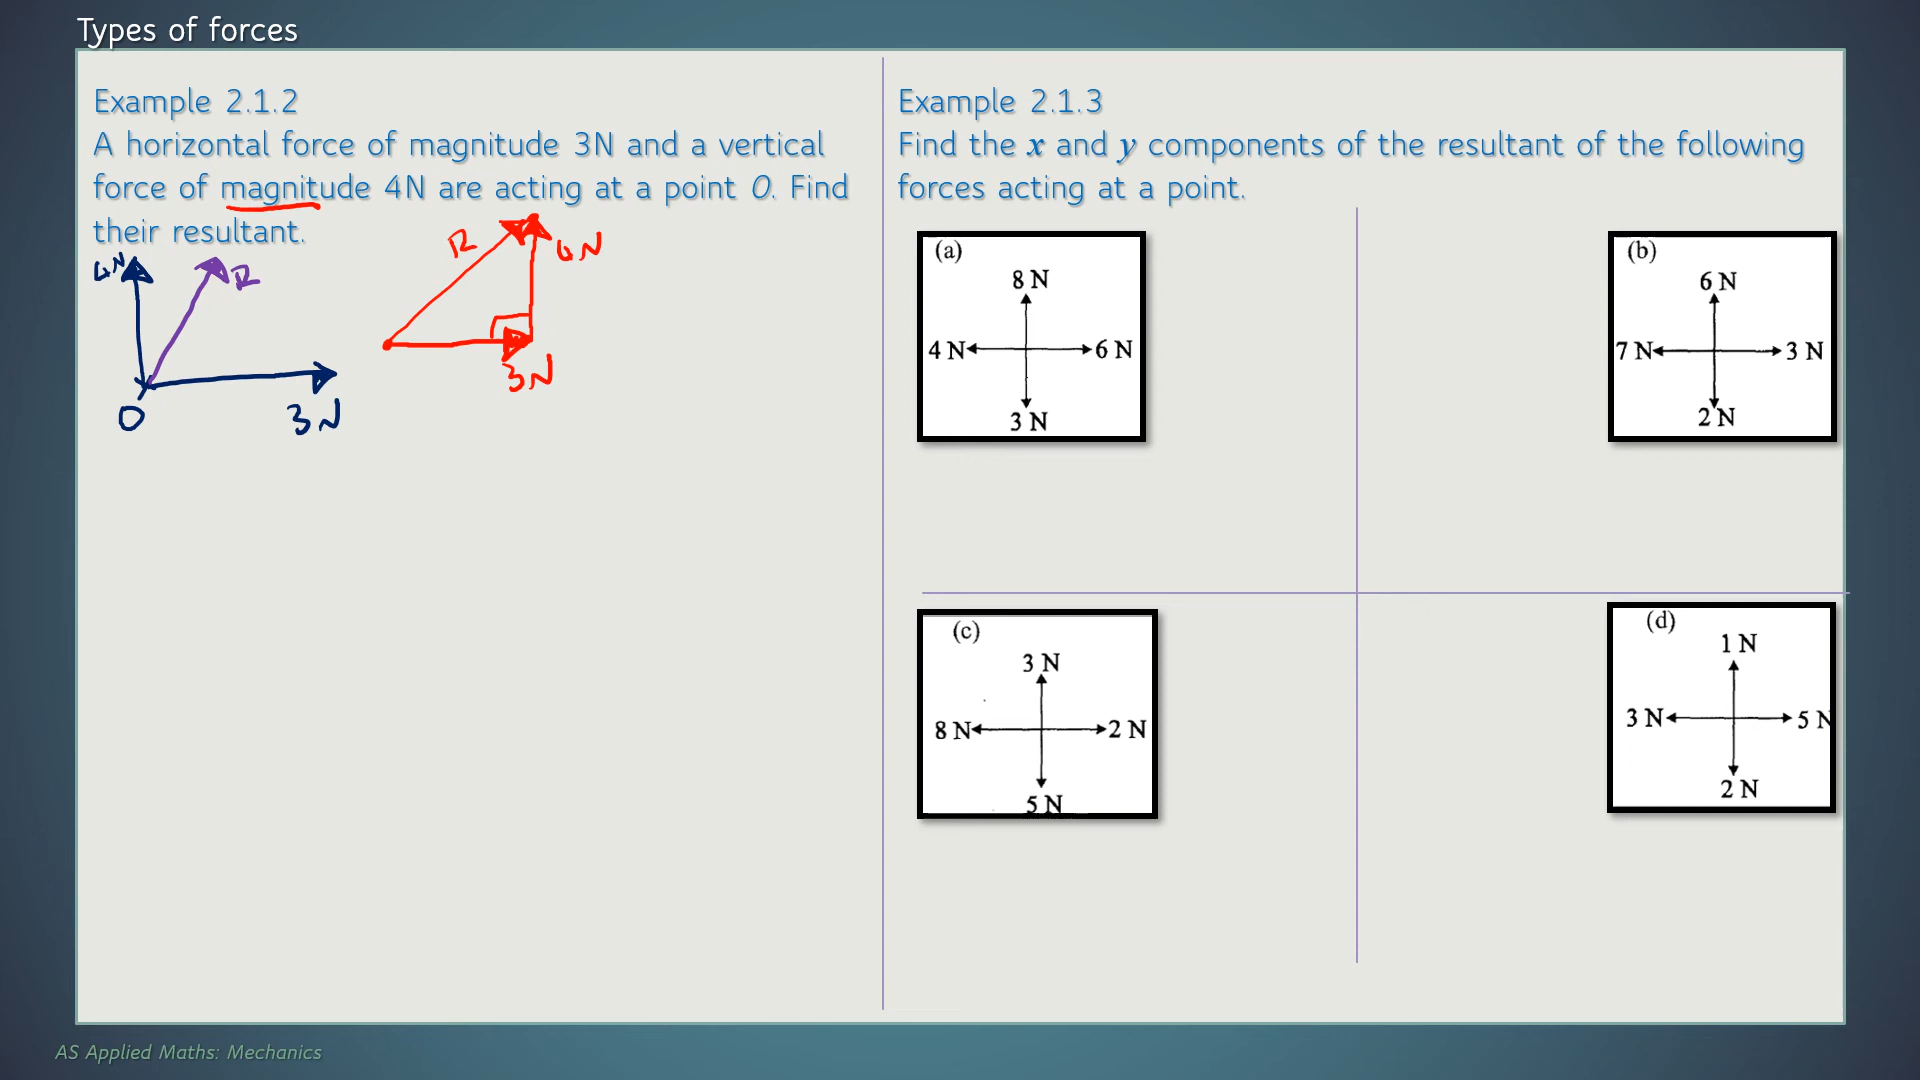 Types of forces
Example 2.1.2
A horizontal force of magnitude 3N and a vertical
force of magnitude 4N are acting at a point O. Find
their resultant.
4N
R
O
3N
R
4N
3N
Example 2.1.3
Find the x and y components of the resultant of the following
forces acting at a point.
(a)
8 N
4 N 6 N
3 N
(b)
6 N
7 N 3 N
2 N
(c)
3 N
8 N 2 N
5 N
(d)
1 N
3 N 5 N
2 N
AS Applied Maths: Mechanics